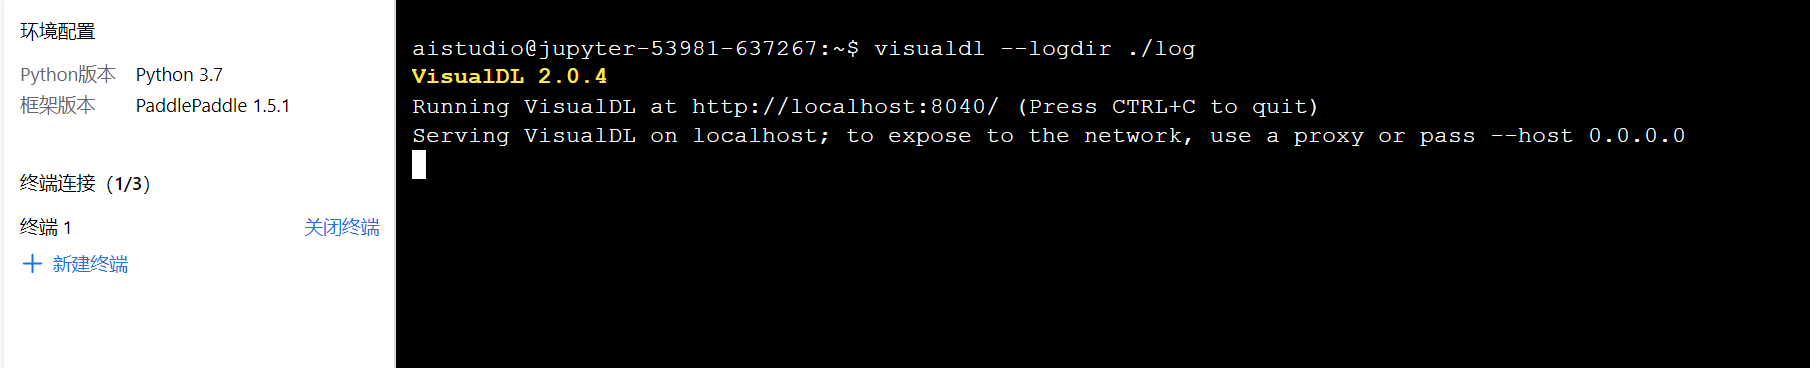 环境配置
Python版本 Python 3.7
框架版本 PaddlePaddle 1.5.1
终端连接（1/3）
终端 1 关闭终端
新建终端
aistudio@jupyter-53981-637267:~$ visualdl --logdir ./log
VisualDL 2.0.4
Running VisualDL at http://localhost:8040/ (Press CTRL+C to quit)
Serving VisualDL on localhost; to expose to the network, use a proxy or pass --host 0.0.0.0